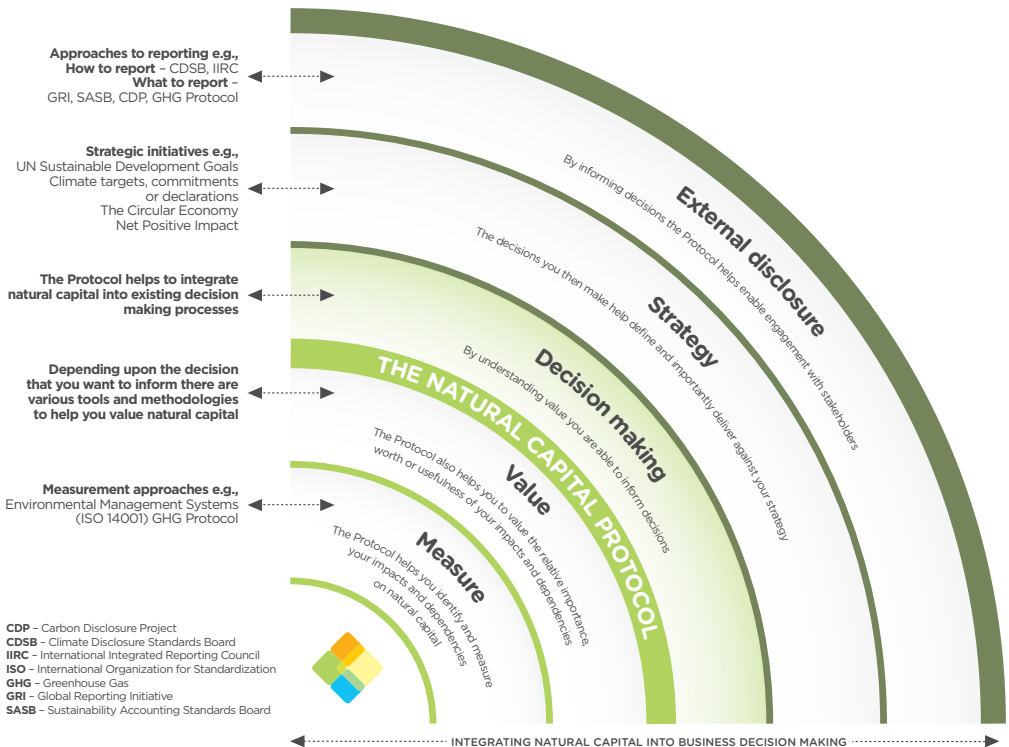 Approaches to reporting e.g.,
How to report – CDSB, IIRC
What to report –
GRI, SASB, CDP, GHG Protocol
Strategic initiatives e.g.,
UN Sustainable Development Goals
Climate targets, commitments
or declarations
The Circular Economy
Net Positive Impact
The Protocol helps to integrate
natural capital into existing decision
making processes
Depending upon the decision
that you want to inform there are
various tools and methodologies
to help you value natural capital
Measurement approaches e.g.,
Environmental Management Systems
(ISO 14001) GHG Protocol
External disclosure
By informing decisions the Protocol helps enable engagement with stakeholders
Strategy
The decisions you then make help define and importantly deliver against your strategy
Decision making
By understanding value you are able to inform decisions
THE NATURAL CAPITAL PROTOCOL
Value
The Protocol also helps you to value the relative importance,
worth or usefulness of your impacts and dependencies
Measure
The Protocol helps you identify and measure
your impacts and dependencies
on natural capital
CDP – Carbon Disclosure Project
CDSB – Climate Disclosure Standards Board
IIRC – International Integrated Reporting Council
ISO – International Organization for Standardization
GHG – Greenhouse Gas
GRI – Global Reporting Initiative
SASB – Sustainability Accounting Standards Board
INTEGRATING NATURAL CAPITAL INTO BUSINESS DECISION MAKING